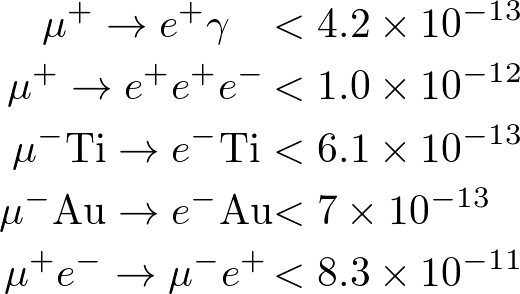 μ⁺ → e⁺γ < 4.2 × 10⁻¹³
μ⁺ → e⁺e⁺e⁻ < 1.0 × 10⁻¹²
μ⁻Ti → e⁻Ti < 6.1 × 10⁻¹³
μ⁻Au → e⁻Au < 7 × 10⁻¹³
μ⁺e⁻ → μ⁻e⁺ < 8.3 × 10⁻¹¹